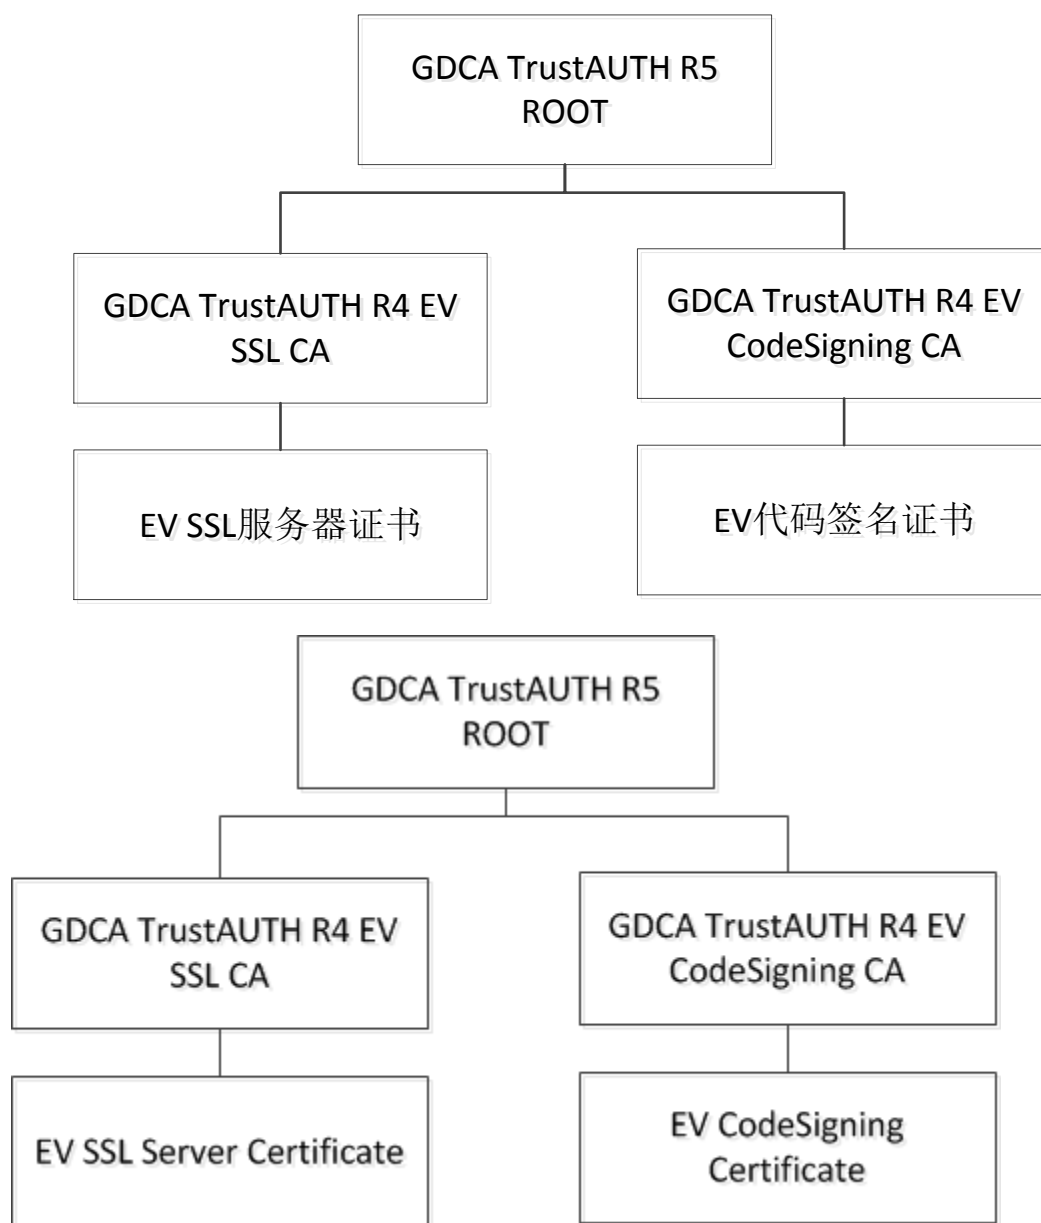 GDCA TrustAUTH R5
ROOT
GDCA TrustAUTH R4 EV
SSL CA
GDCA TrustAUTH R4 EV
CodeSigning CA
EV SSL服务器证书
EV代码签名证书
GDCA TrustAUTH R5
ROOT
GDCA TrustAUTH R4 EV
SSL CA
GDCA TrustAUTH R4 EV
CodeSigning CA
EV SSL Server Certificate
EV CodeSigning
Certificate